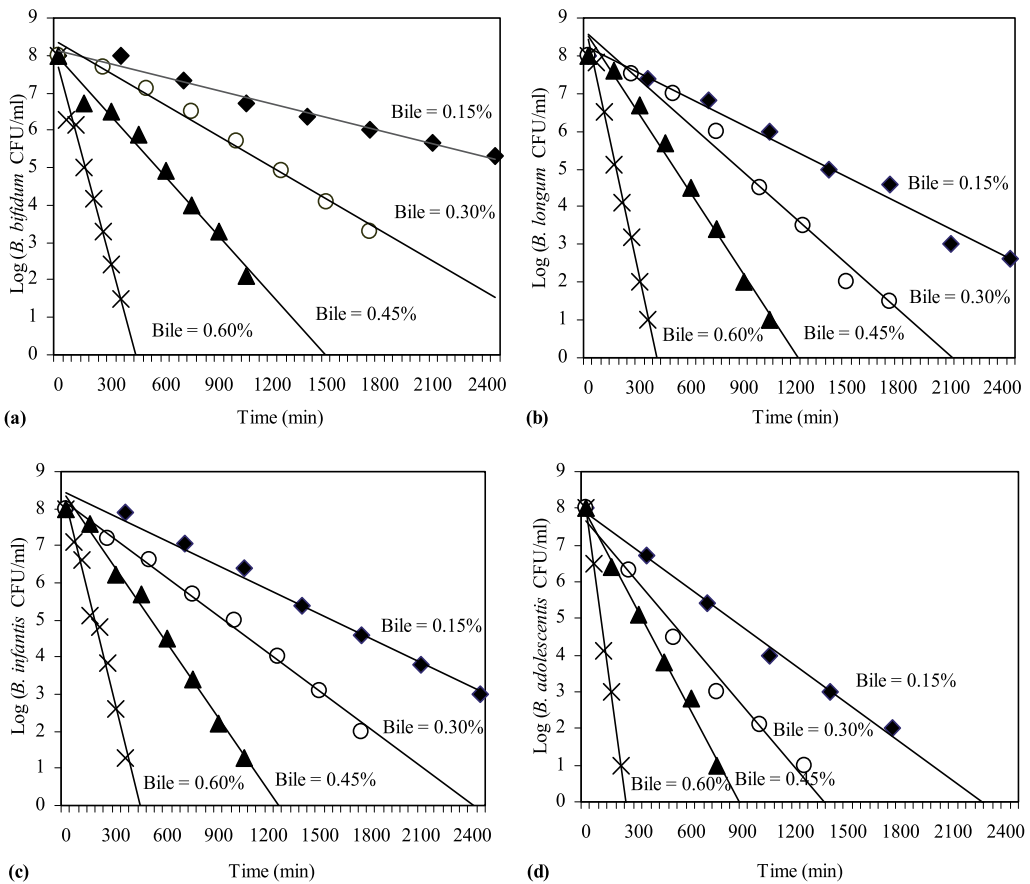 9
8
7
6
5
4
3
2
1
0
Log (B. bifidum CFU/ml)
Bile = 0.15%
Bile = 0.30%
Bile = 0.45%
Bile = 0.60%
0 300 600 900 1200 1500 1800 2100 2400
(a)
Time (min)
9
8
7
6
5
4
3
2
1
0
Log (B. longum CFU/ml)
Bile = 0.15%
Bile = 0.30%
Bile = 0.60%
Bile = 0.45%
0 300 600 900 1200 1500 1800 2100 2400
(b)
Time (min)
9
8
7
6
5
4
3
2
1
0
Log (B. infantis CFU/ml)
Bile = 0.15%
Bile = 0.30%
Bile = 0.60%
Bile = 0.45%
0 300 600 900 1200 1500 1800 2100 2400
(c)
Time (min)
9
8
7
6
5
4
3
2
1
0
Log (B. adolescentis CFU/ml)
Bile = 0.15%
Bile = 0.30%
Bile = 0.60%
Bile = 0.45%
0 300 600 900 1200 1500 1800 2100 2400
(d)
Time (min)